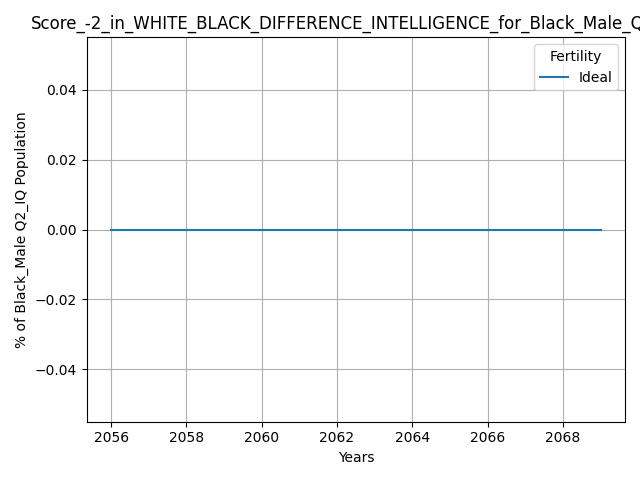 Score_-2_in_WHITE_BLACK_DIFFERENCE_INTELLIGENCE_for_Black_Male_Q
Fertility
Ideal
% of Black_Male Q2_IQ Population
0.04
0.02
0.00
−0.02
−0.04
2056 2058 2060 2062 2064 2066 2068
Years